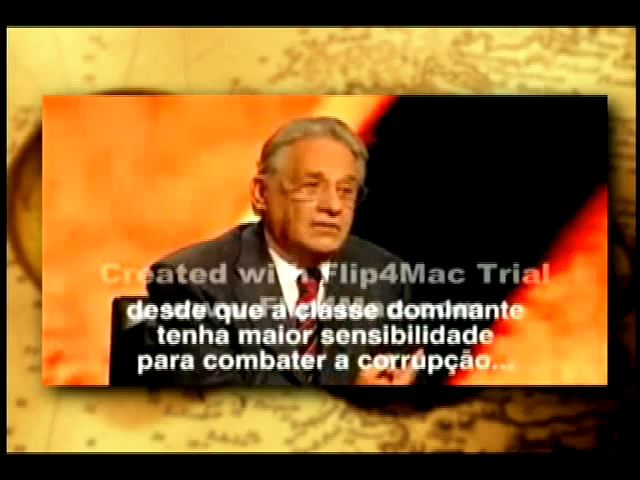 Created with Flip4Mac Trial
desde que a classe dominante
tenha maior sensibilidade
para combater a corrupção...